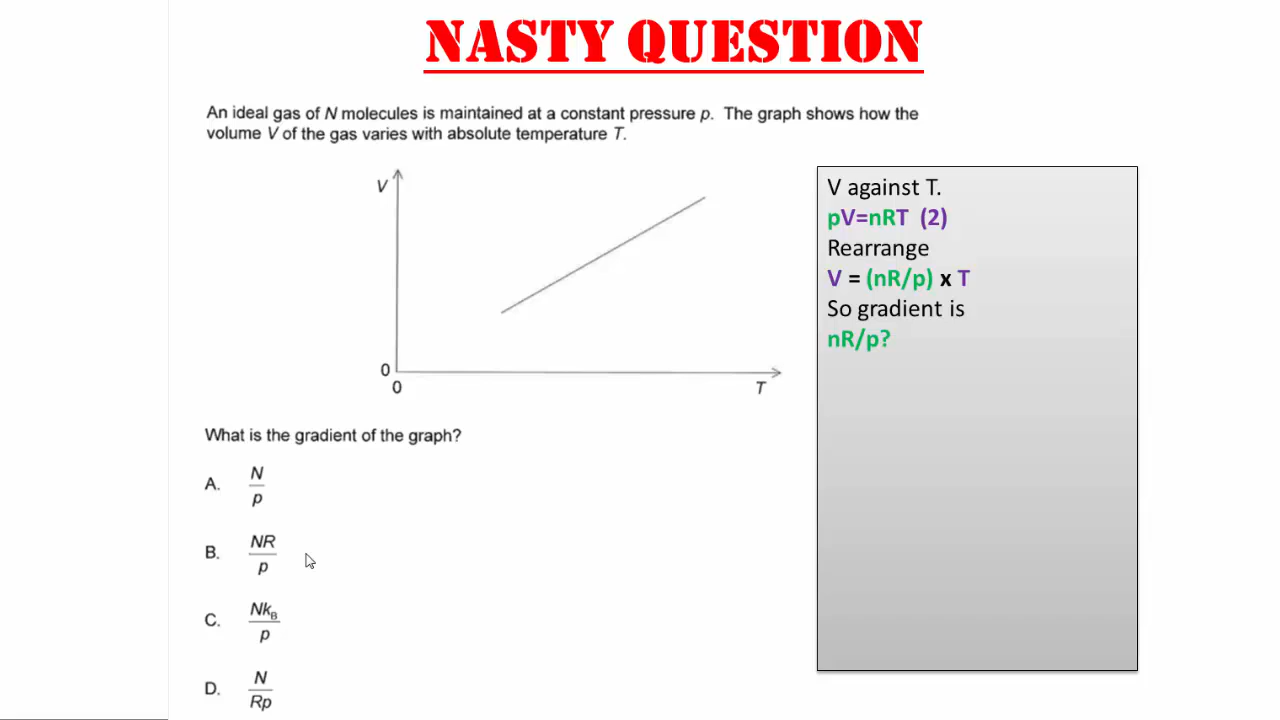 NASTY QUESTION
An ideal gas of N molecules is maintained at a constant pressure p. The graph shows how the
volume V of the gas varies with absolute temperature T.
V
0
0
T
V against T.
pV=nRT (2)
Rearrange
V = (nR/p) x T
So gradient is
nR/p?
What is the gradient of the graph?
A. N
p
B. NR
p
C. NkB
p
D. N
Rp